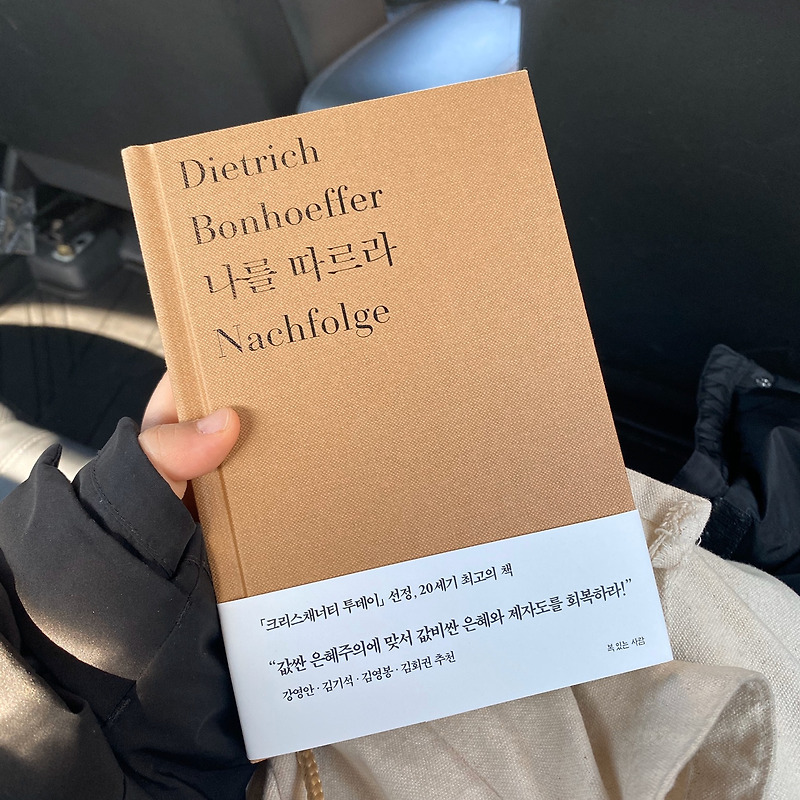 Dietrich
Bonhoeffer
나를 따르라
Nachfolge
「크리스채너티 투데이」 선정, 20세기 최고의 책
“값싼 은혜주의에 맞서 값비싼 은혜와 제자도를 회복하라!”
강영안·김기석·김영봉·김회권 추천
복 있는 사람